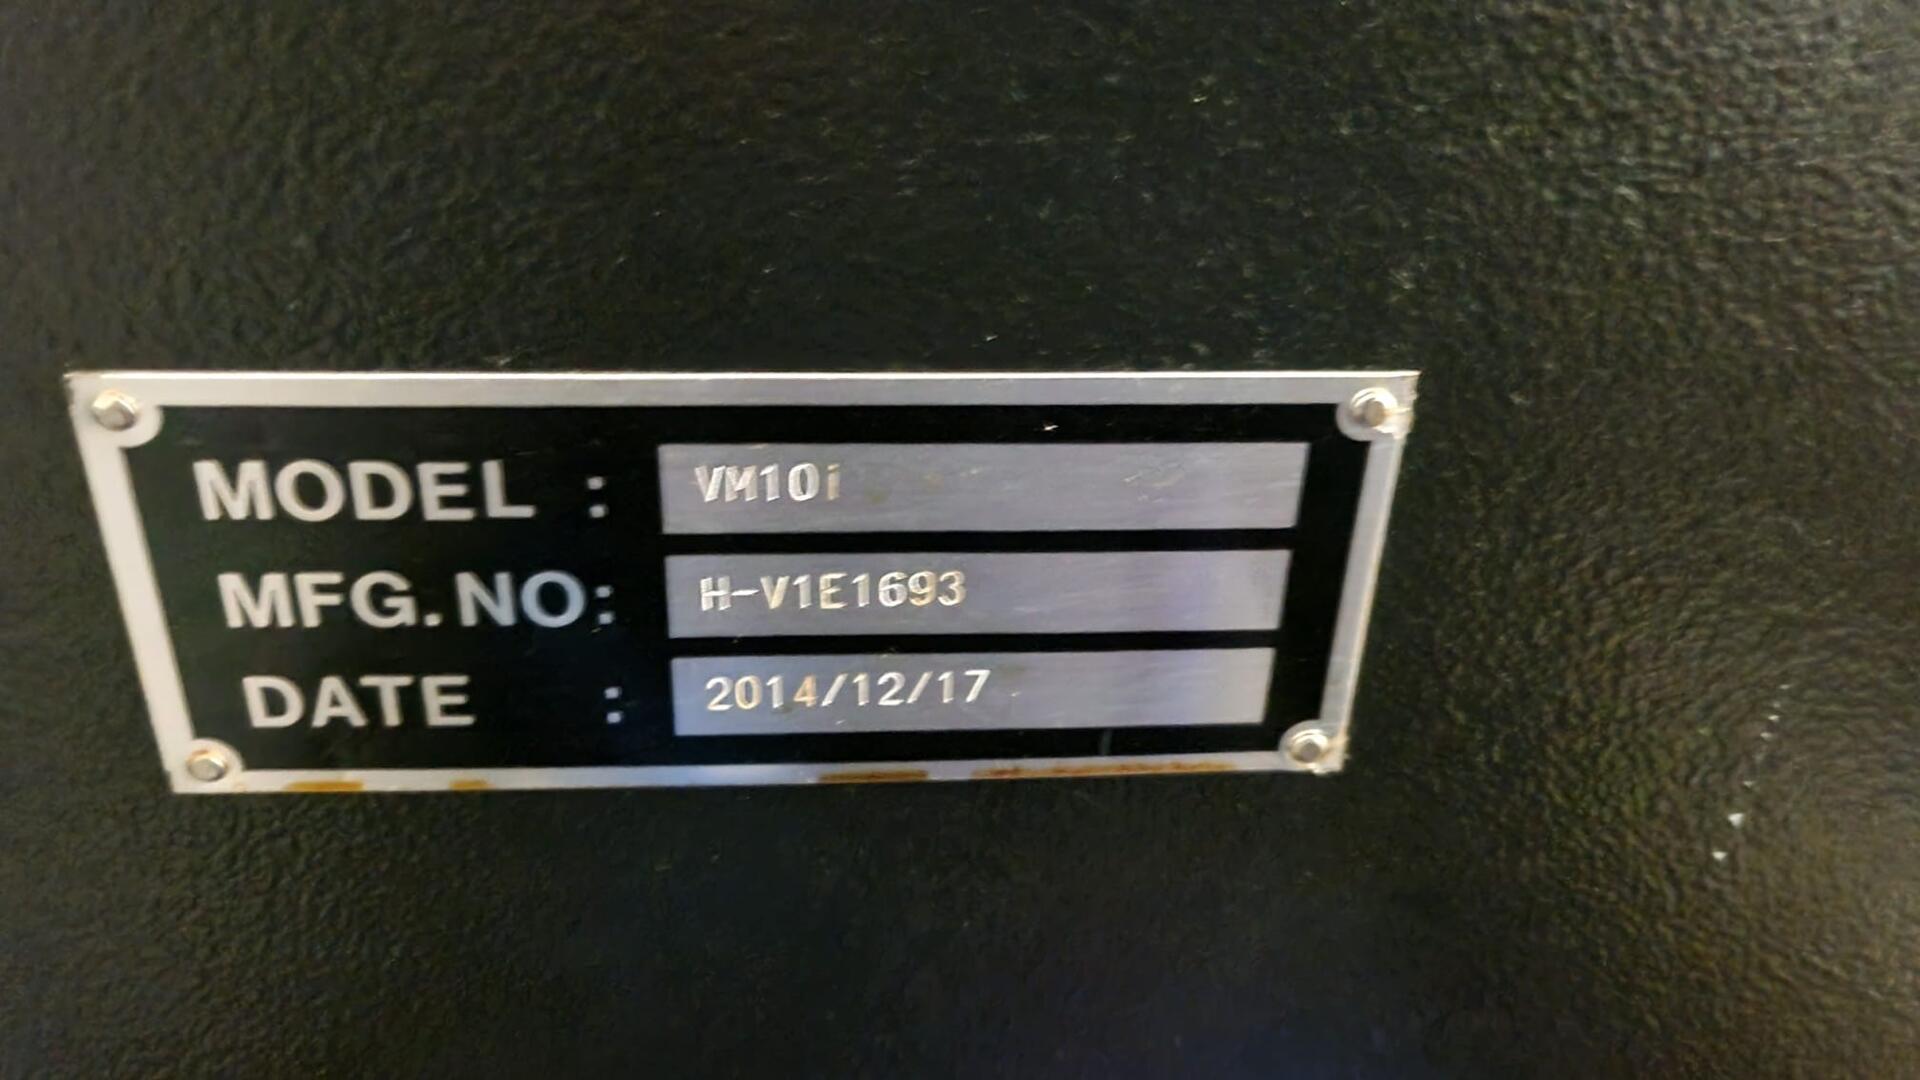 MODEL : VM10i
MFG.NO: H-V1E1693
DATE : 2014/12/17